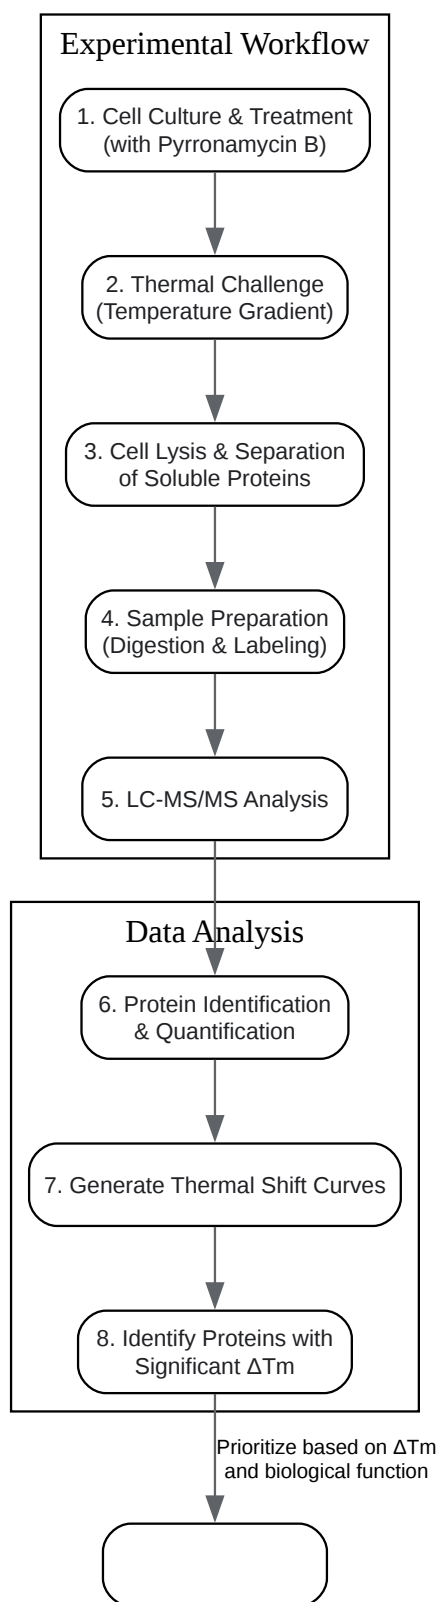 Experimental Workflow
1. Cell Culture & Treatment
(with Pyrronamycin B)
2. Thermal Challenge
(Temperature Gradient)
3. Cell Lysis & Separation
of Soluble Proteins
4. Sample Preparation
(Digestion & Labeling)
5. LC-MS/MS Analysis
Data Analysis
6. Protein Identification
& Quantification
7. Generate Thermal Shift Curves
8. Identify Proteins with
Significant ΔTm
Prioritize based on ΔTm
and biological function